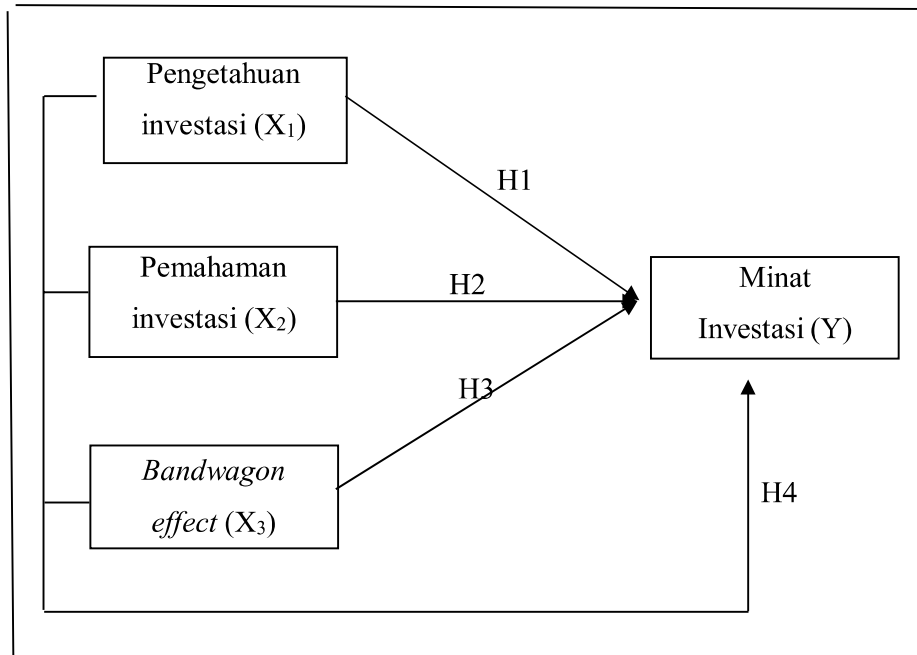 Pengetahuan
investasi (X₁)
H1
Pemahaman
investasi (X₂)
H2
Minat
Investasi (Y)
H3
Bandwagon
effect (X₃)
H4